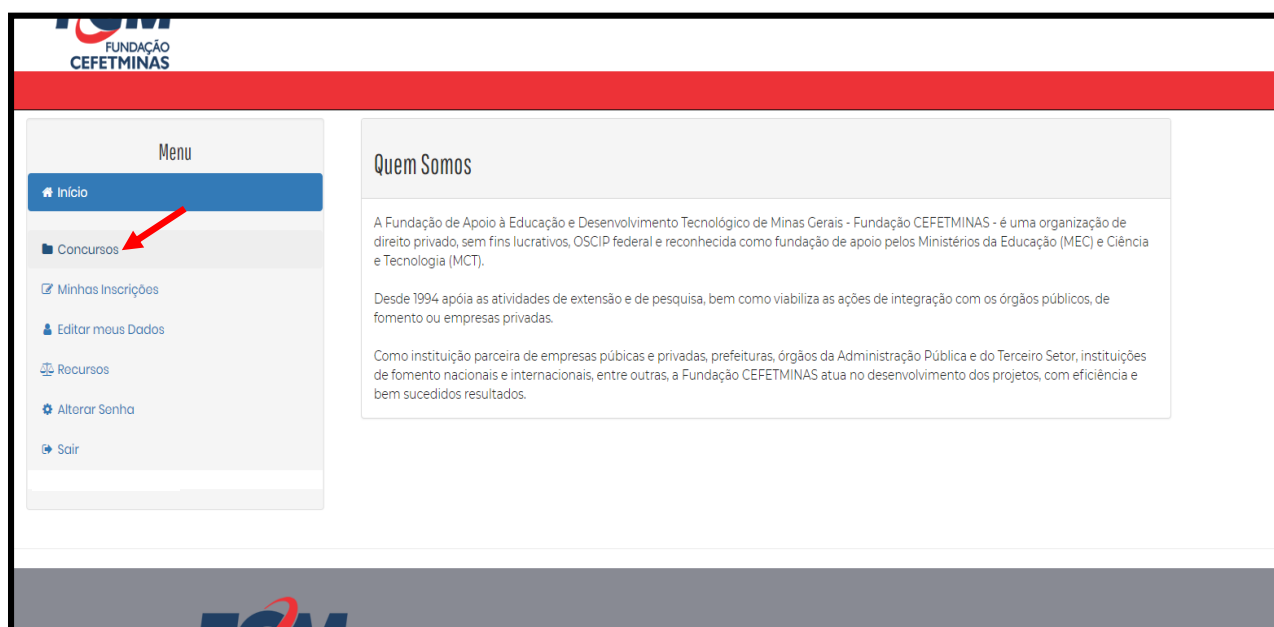 FUNDAÇÃO
CEFETMINAS
Menu
Início
Concursos
Minhas Inscrições
Editar meus Dados
Recursos
Alterar Senha
Sair
Quem Somos
A Fundação de Apoio à Educação e Desenvolvimento Tecnológico de Minas Gerais - Fundação CEFETMINAS - é uma organização de
direito privado, sem fins lucrativos, OSCIP federal e reconhecida como fundação de apoio pelos Ministérios da Educação (MEC) e Ciência
e Tecnologia (MCT).
Desde 1994 apóia as atividades de extensão e de pesquisa, bem como viabiliza as ações de integração com os órgãos públicos, de
fomento ou empresas privadas.
Como instituição parceira de empresas púbicas e privadas, prefeituras, órgãos da Administração Pública e do Terceiro Setor, instituições
de fomento nacionais e internacionais, entre outras, a Fundação CEFETMINAS atua no desenvolvimento dos projetos, com eficiência e
bem sucedidos resultados.